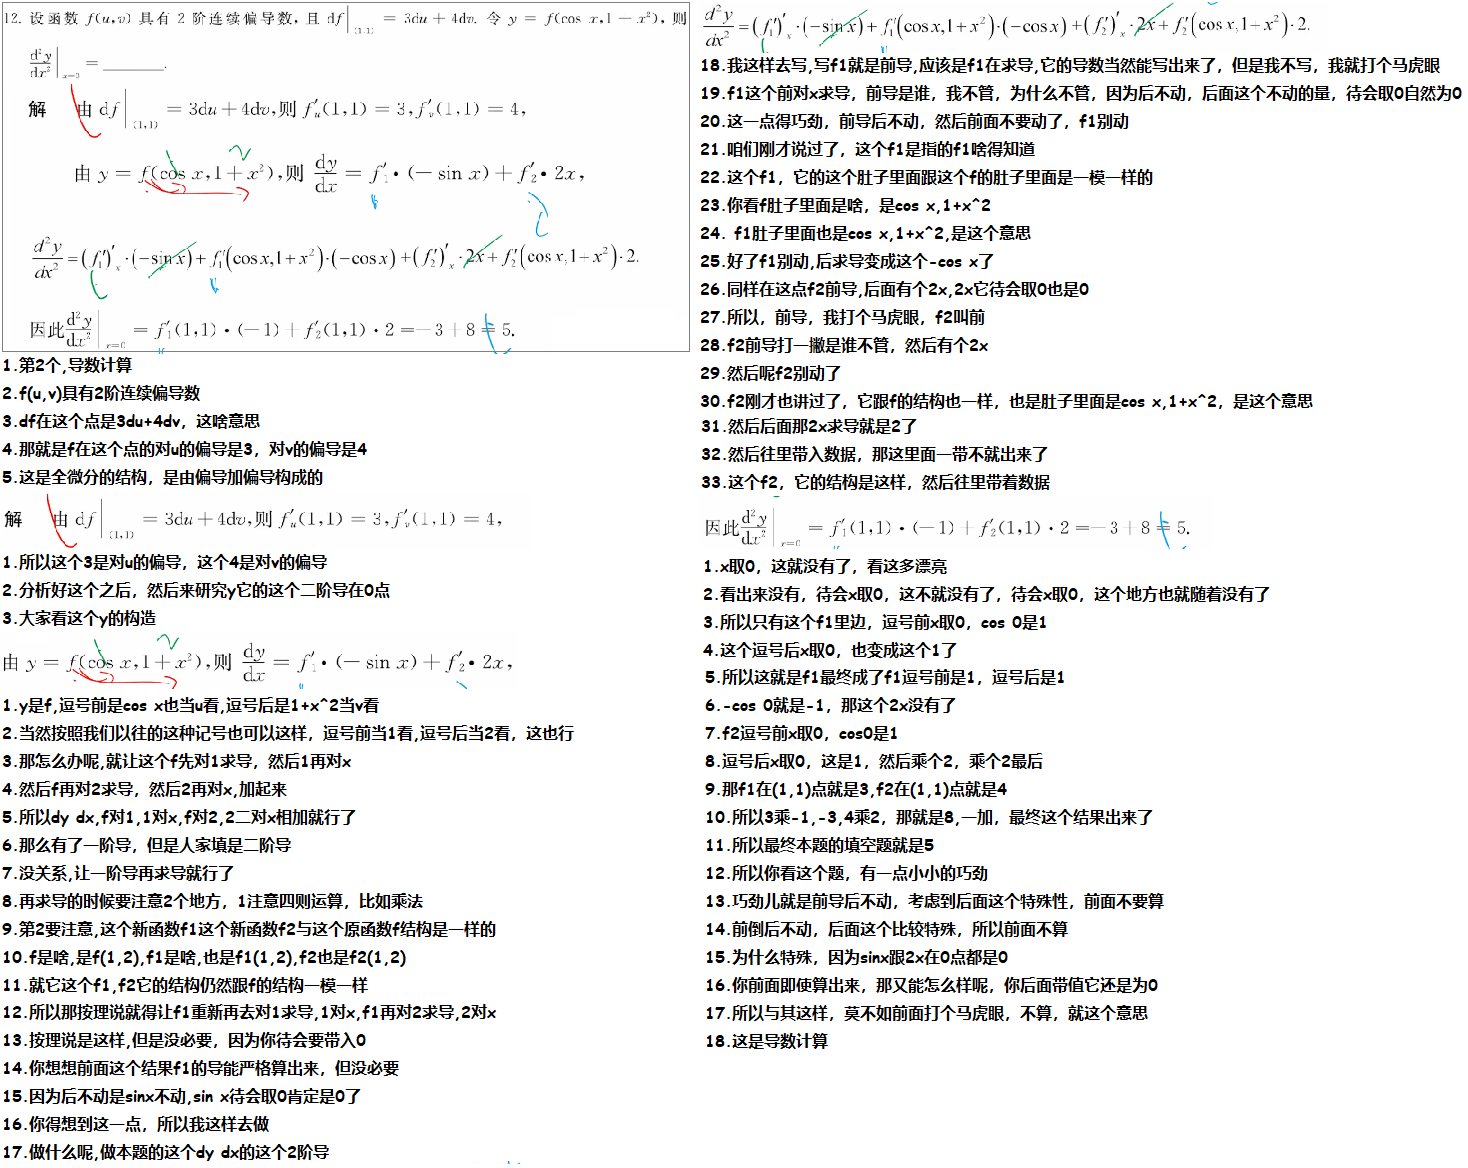 12. 设函数 f(u,v) 具有 2 阶连续偏导数, 且 df|(1,1) = 3du + 4dv. 令 y = f(cos x,1 − x²), 则
d²y/dx²|x=0 = ______.
解 由 df|(1,1) = 3du + 4dv,则 f′u(1,1) = 3,f′v(1,1) = 4,
由 y = f(cos x,1 + x²),则 dy/dx = f′1 • (− sin x) + f′2 • 2x,
d²y/dx² = (f′1)′x · (−sin x) + f′1(cos x,1+x²)·(−cos x) + (f′2)′x · 2x + f′2(cos x,1+x²)·2.
因此 d²y/dx²|x=0 = f′1(1,1) • (−1) + f′2(1,1) • 2 = −3 + 8 = 5.
1.第2个,导数计算
2.f(u,v)具有2阶连续偏导数
3.df在这个点是3du+4dv，这啥意思
4.那就是f在这个点的对u的偏导是3，对v的偏导是4
5.这是全微分的结构，是由偏导加偏导构成的
解 由 df|(1,1) = 3du + 4dv,则 f′u(1,1) = 3,f′v(1,1) = 4,
1.所以这个3是对u的偏导，这个4是对v的偏导
2.分析好这个之后，然后来研究y它的这个二阶导在0点
3.大家看这个y的构造
由 y = f(cos x,1 + x²),则 dy/dx = f′1 • (− sin x) + f′2 • 2x,
1.y是f,逗号前是cos x也当u看,逗号后是1+x^2当v看
2.当然按照我们以往的这种记号也可以这样，逗号前当1看,逗号后当2看，这也行
3.那怎么办呢,就让这个f先对1求导，然后1再对x
4.然后f再对2求导，然后2再对x,加起来
5.所以dy dx,f对1,1对x,f对2,2二对x相加就行了
6.那么有了一阶导，但是人家填是二阶导
7.没关系,让一阶导再求导就行了
8.再求导的时候要注意2个地方，1注意四则运算，比如乘法
9.第2要注意,这个新函数f1这个新函数f2与这个原函数f结构是一样的
10.f是啥,是f(1,2),f1是啥,也是f1(1,2),f2也是f2(1,2)
11.就它这个f1,f2它的结构仍然跟f的结构一模一样
12.所以那按理说就得让f1重新再去对1求导,1对x,f1再对2求导,2对x
13.按理说是这样,但是没必要，因为你待会要带入0
14.你想想前面这个结果f1的导能严格算出来，但没必要
15.因为后不动是sinx不动,sin x待会取0肯定是0了
16.你得想到这一点，所以我这样去做
17.做什么呢,做本题的这个dy dx的这个2阶导
d²y/dx² = (f′1)′x · (−sin x) + f′1(cos x,1+x²)·(−cos x) + (f′2)′x · 2x + f′2(cos x,1+x²)·2.
18.我这样去写,写f1就是前导,应该是f1在求导,它的导数当然能写出来了，但是我不写，我就打个马虎眼
19.f1这个前对x求导，前导是谁，我不管，为什么不管，因为后不动，后面这个不动的量，待会取0自然为0
20.这一点得巧劲，前导后不动，然后前面不要动了，f1别动
21.咱们刚才说过了，这个f1是指的f1啥得知道
22.这个f1，它的这个肚子里面跟这个f的肚子里面是一模一样的
23.你看f肚子里面是啥，是cos x,1+x^2
24. f1肚子里面也是cos x,1+x^2,是这个意思
25.好了f1别动,后求导变成这个-cos x了
26.同样在这点f2前导,后面有个2x,2x它待会取0也是0
27.所以，前导，我打个马虎眼，f2叫前
28.f2前导打一撇是谁不管，然后有个2x
29.然后呢f2别动了
30.f2刚才也讲过了，它跟f的结构也一样，也是肚子里面是cos x,1+x^2，是这个意思
31.然后后面那2x求导就是2了
32.然后往里带入数据，那这里面一带不就出来了
33.这个f2，它的结构是这样，然后往里带着数据
因此 d²y/dx²|x=0 = f′1(1,1) • (−1) + f′2(1,1) • 2 = −3 + 8 = 5.
1.x取0，这就没有了，看这多漂亮
2.看出来没有，待会x取0，这不就没有了，待会x取0，这个地方也就随着没有了
3.所以只有这个f1里边，逗号前x取0，cos 0是1
4.这个逗号后x取0，也变成这个1了
5.所以这就是f1最终成了f1逗号前是1，逗号后是1
6.-cos 0就是-1，那这个2x没有了
7.f2逗号前x取0，cos0是1
8.逗号后x取0，这是1，然后乘个2，乘个2最后
9.那f1在(1,1)点就是3,f2在(1,1)点就是4
10.所以3乘-1,-3,4乘2，那就是8,一加，最终这个结果出来了
11.所以最终本题的填空题就是5
12.所以你看这个题，有一点小小的巧劲
13.巧劲儿就是前导后不动，考虑到后面这个特殊性，前面不要算
14.前倒后不动，后面这个比较特殊，所以前面不算
15.为什么特殊，因为sinx跟2x在0点都是0
16.你前面即使算出来，那又能怎么样呢，你后面带值它还是为0
17.所以与其这样，莫不如前面打个马虎眼，不算，就这个意思
18.这是导数计算